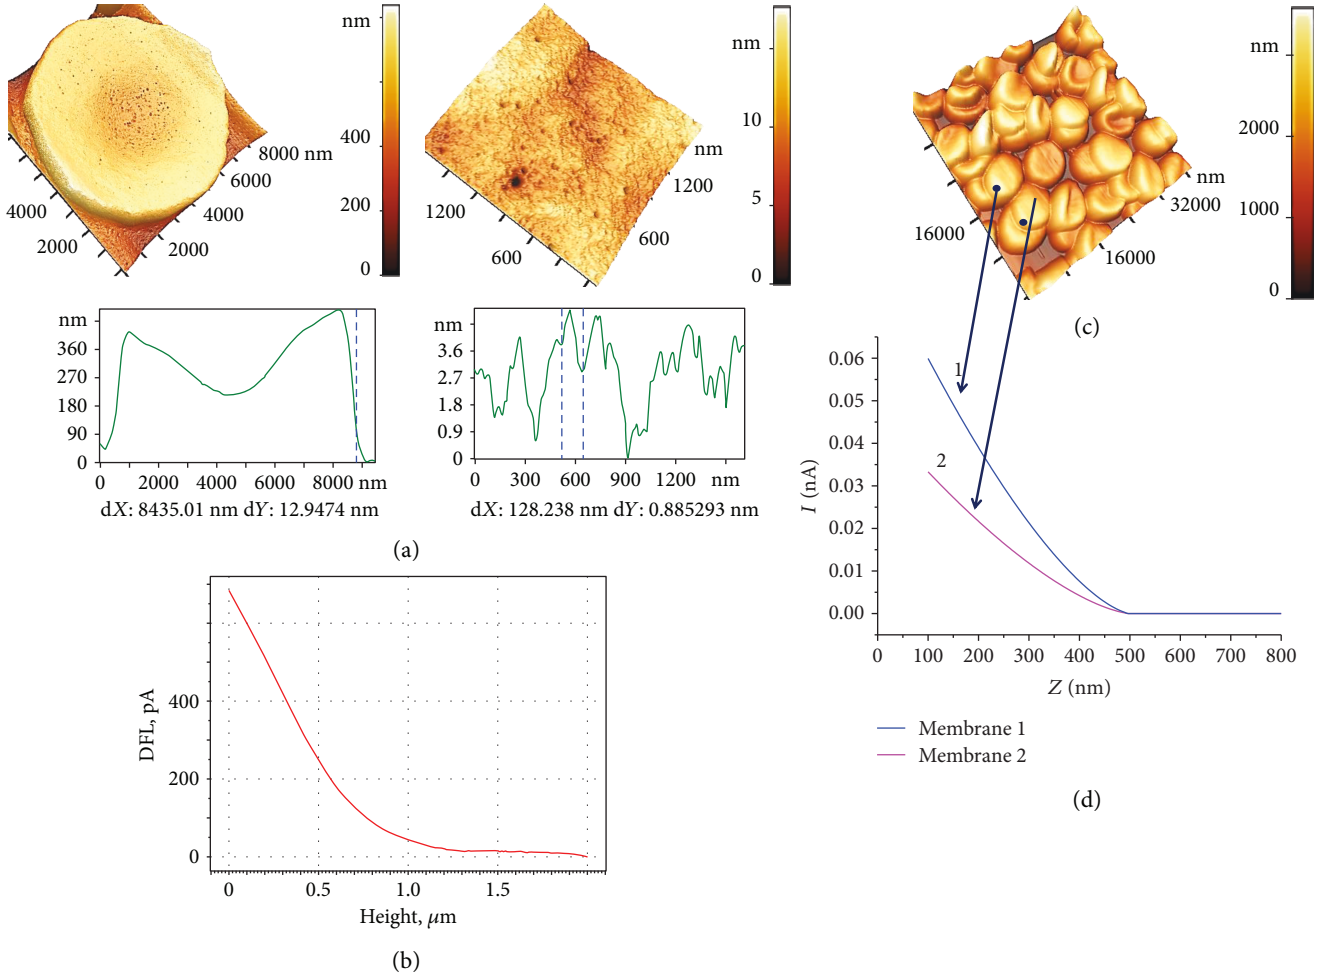 nm
400
200
0
8000 nm
6000
4000
2000
4000
2000
nm
10
5
0
nm
1200
600
1200
600
nm
2000
1000
0
nm
32000
16000
16000
(c)
nm
360
270
180
90
0
0 2000 4000 6000 8000 nm
dX: 8435.01 nm dY: 12.9474 nm
nm
3.6
2.7
1.8
0.9
0
0 300 600 900 1200 nm
dX: 128.238 nm dY: 0.885293 nm
(a)
DFL, pA
400
200
0
0 0.5 1.0 1.5
Height, μm
(b)
I (nA)
0.06
0.05
0.04
0.03
0.02
0.01
0.00
1
2
0 100 200 300 400 500 600 700 800
Z (nm)
Membrane 1
Membrane 2
(d)